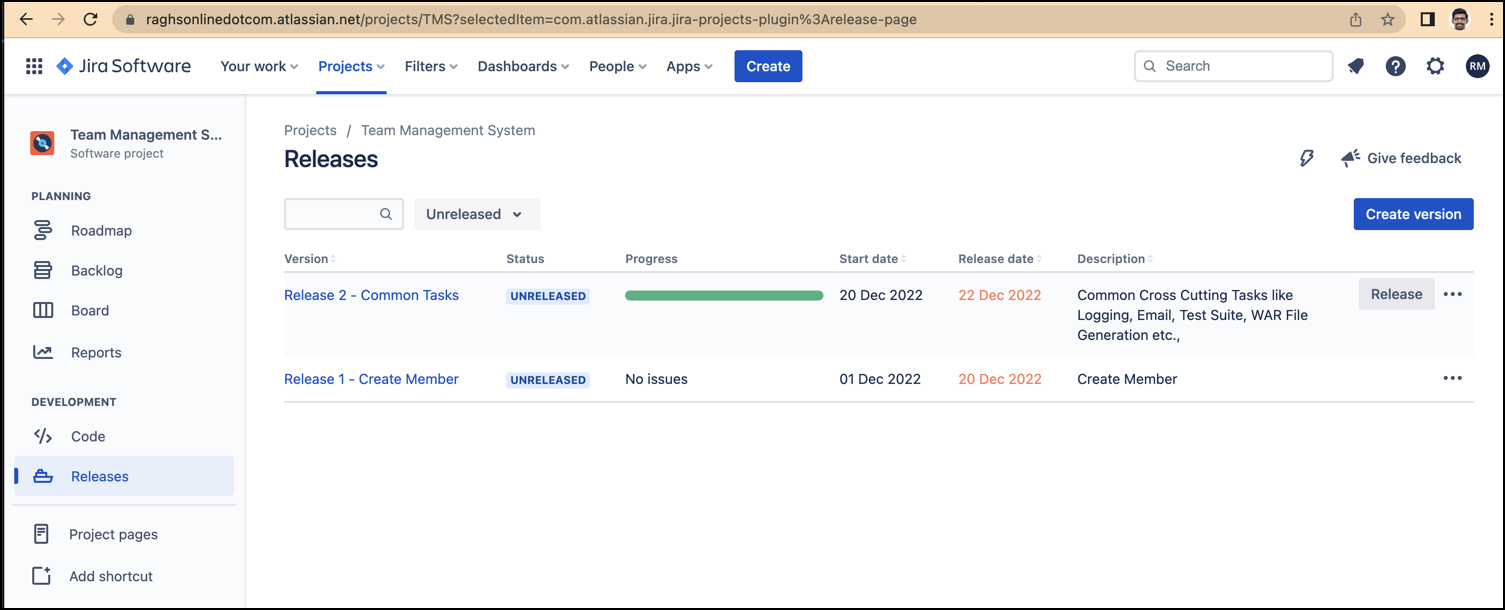 raghsonlinedotcom.atlassian.net/projects/TMS?selectedItem=com.atlassian.jira.jira-projects-plugin%3Arelease-page
Jira Software
Your work
Projects
Filters
Dashboards
People
Apps
Create
Search
RM
Team Management S...
Software project
PLANNING
Roadmap
Backlog
Board
Reports
DEVELOPMENT
Code
Releases
Project pages
Add shortcut
Projects / Team Management System
Releases
Give feedback
Unreleased
Create version
Version Status Progress Start date Release date Description
Release 2 - Common Tasks UNRELEASED 20 Dec 2022 22 Dec 2022 Common Cross Cutting Tasks like Release
Logging, Email, Test Suite, WAR File
Generation etc.,
Release 1 - Create Member UNRELEASED No issues 01 Dec 2022 20 Dec 2022 Create Member